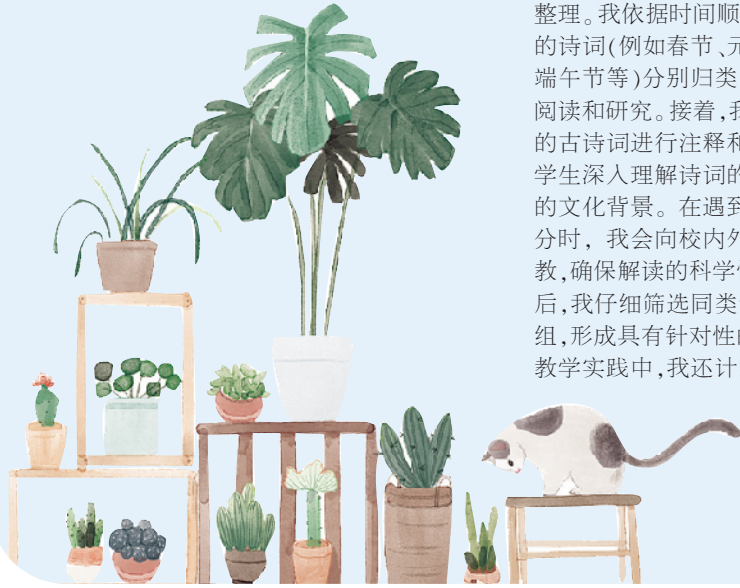 整理。我依据时间顺
的诗词(例如春节、元
端午节等)分别归类
阅读和研究。接着,我
的古诗词进行注释和
学生深入理解诗词的
的文化背景。在遇到
分时, 我会向校内外
教,确保解读的科学性
后,我仔细筛选同类
组,形成具有针对性的
教学实践中,我还计